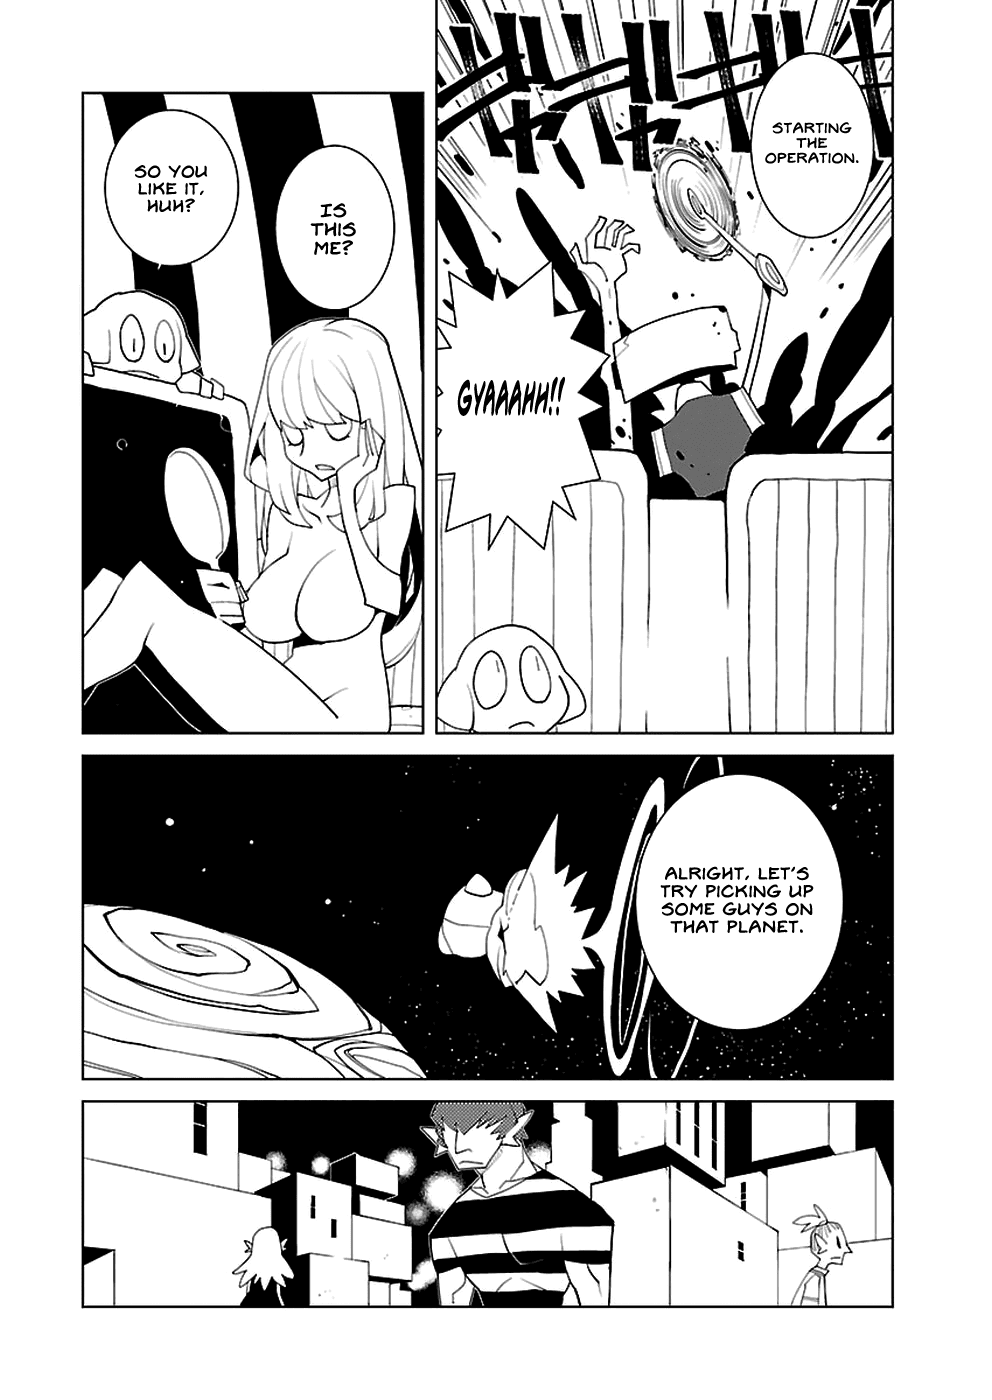 STARTING
THE
OPERATION.
GYAAAHH!!
IS
THIS
ME?
SO YOU
LIKE IT,
HUH?
ALRIGHT, LET'S
TRY PICKING UP
SOME GUYS ON
THAT PLANET.